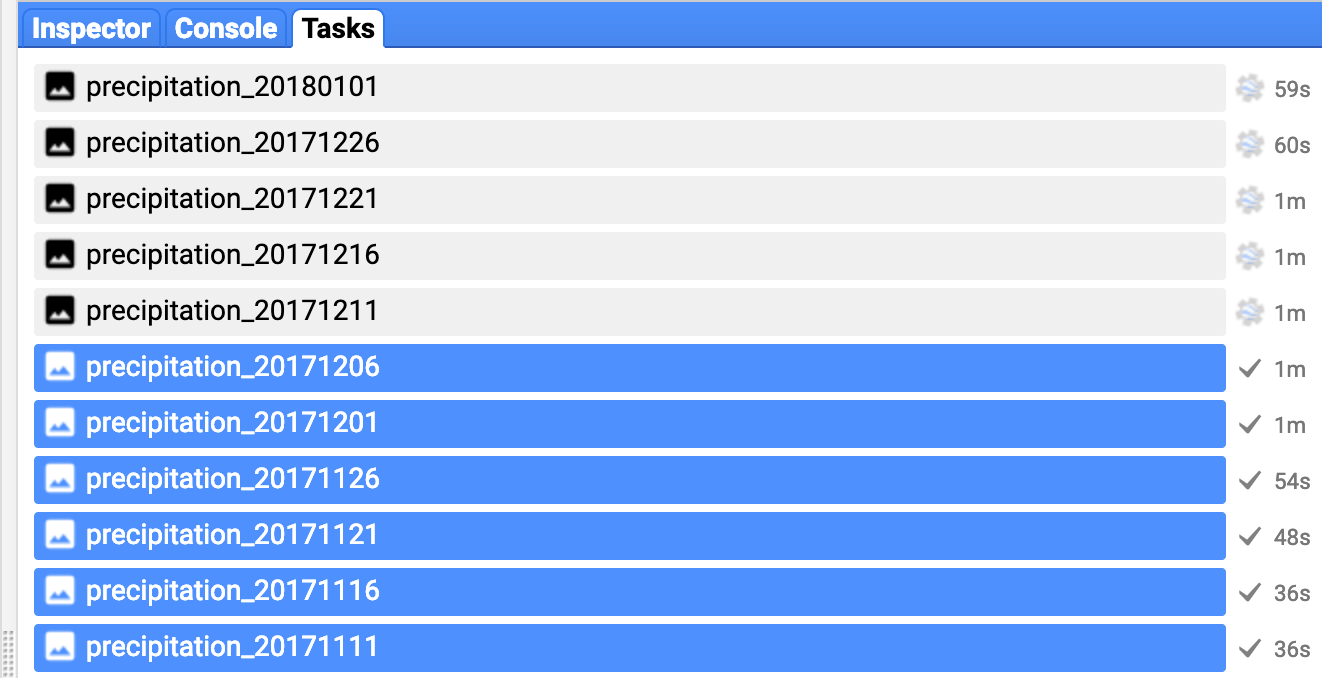 Inspector Console Tasks
precipitation_20180101 59s
precipitation_20171226 60s
precipitation_20171221 1m
precipitation_20171216 1m
precipitation_20171211 1m
precipitation_20171206 1m
precipitation_20171201 1m
precipitation_20171126 54s
precipitation_20171121 48s
precipitation_20171116 36s
precipitation_20171111 36s